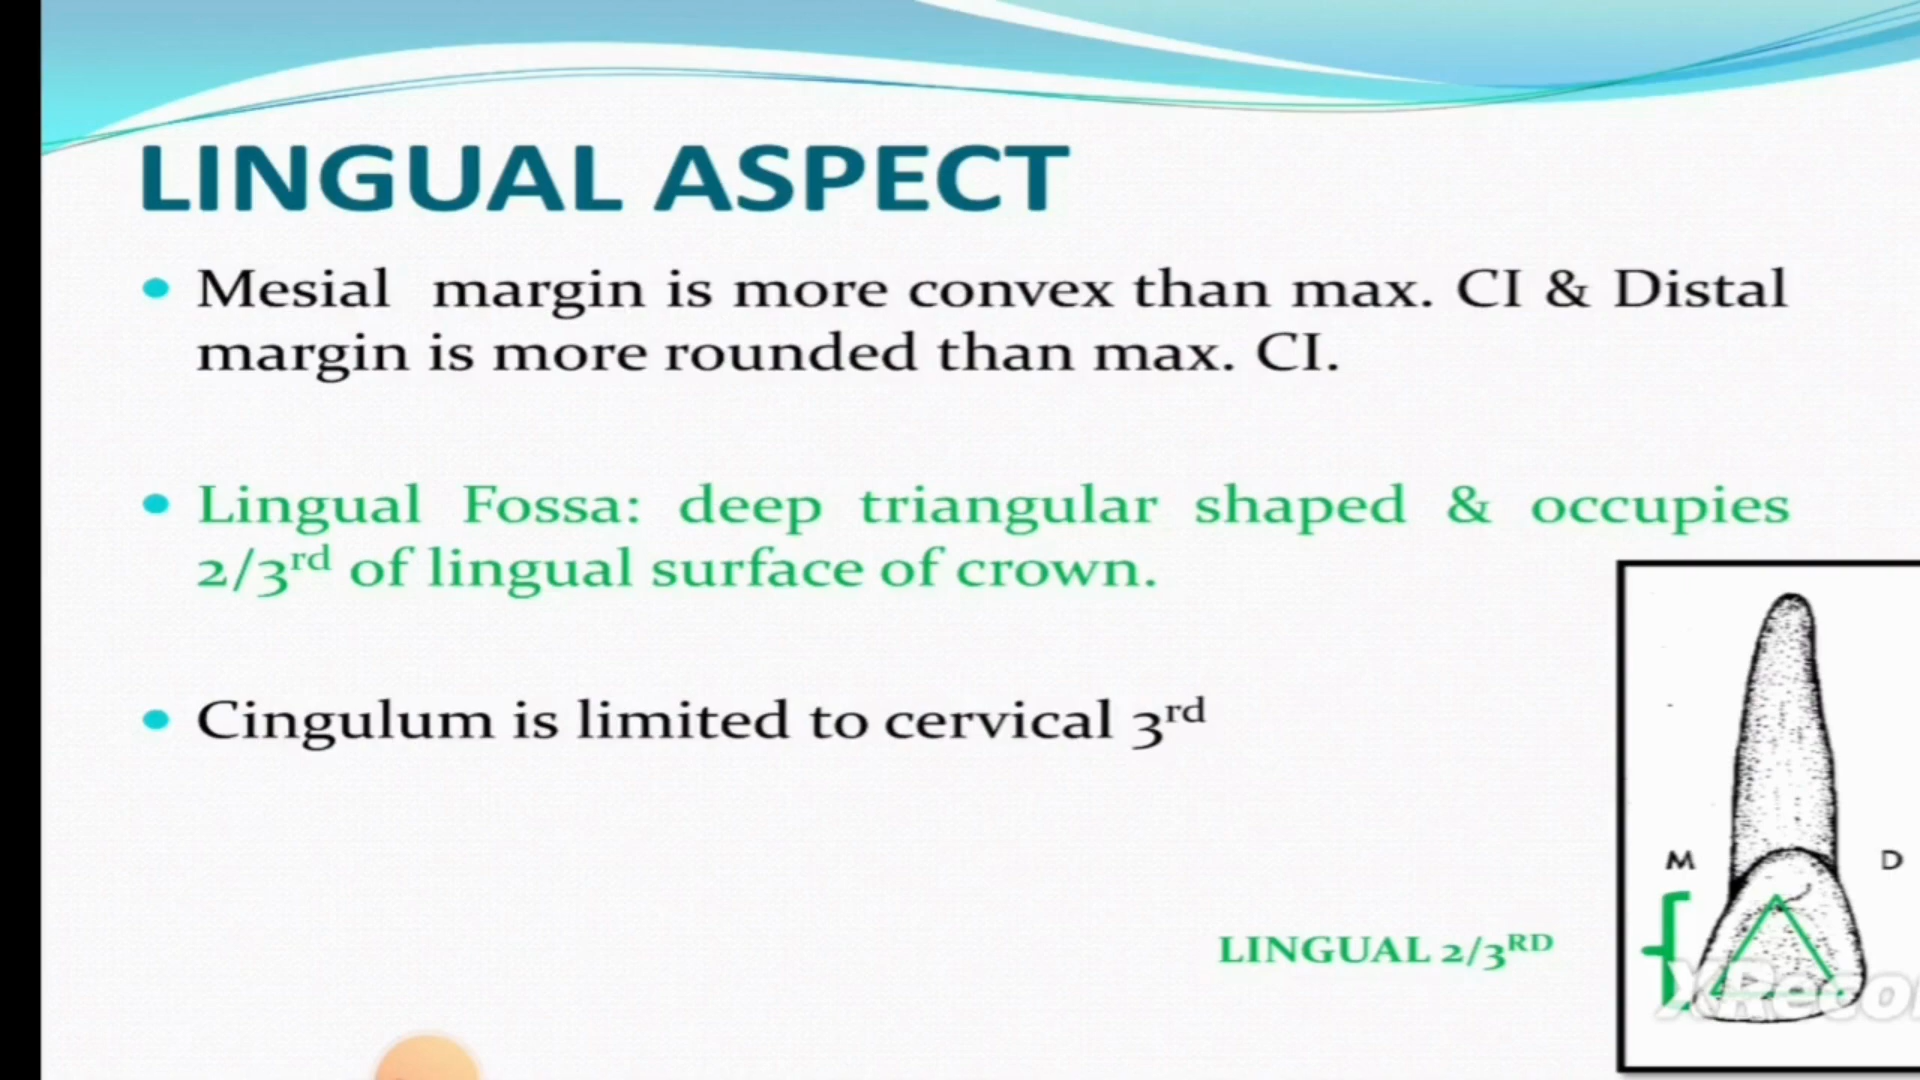 LINGUAL ASPECT
• Mesial margin is more convex than max. CI & Distal
margin is more rounded than max. CI.
• Lingual Fossa: deep triangular shaped & occupies
2/3rd of lingual surface of crown.
• Cingulum is limited to cervical 3rd
M D
LINGUAL 2/3RD
XReco